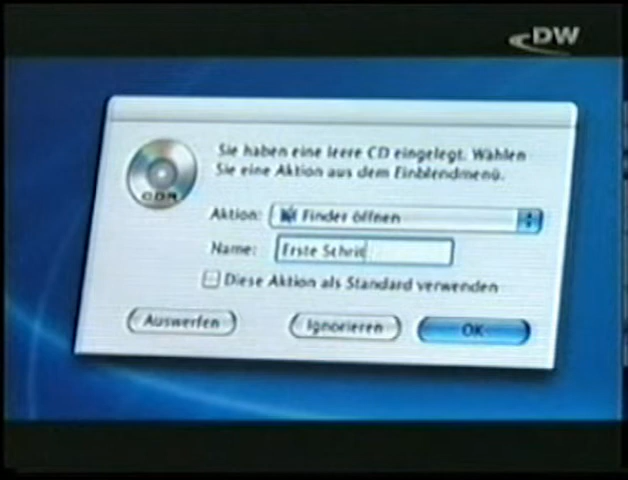 DW
Sie haben eine leere CD eingelegt. Wählen
Sie eine Aktion aus dem Einblendmenü.
CDR
Aktion: Finder öffnen
Name: Erste Schrit
Diese Aktion als Standard verwenden
Auswerfen Ignorieren OK